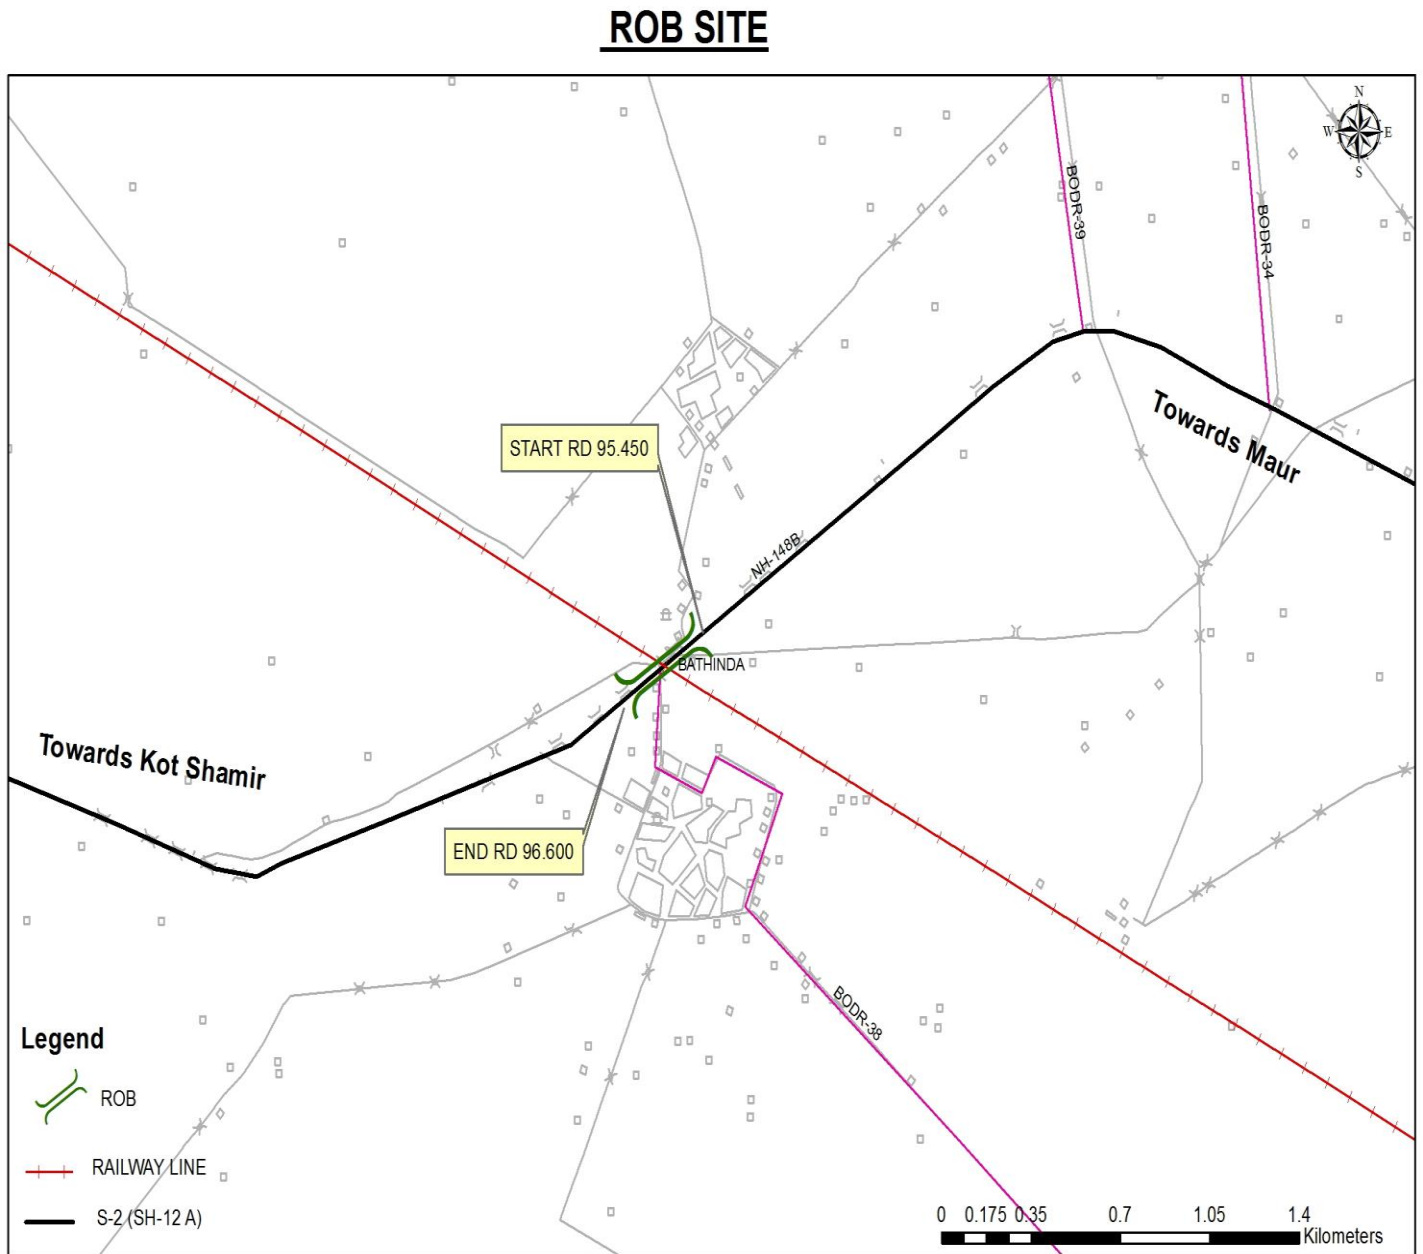 ROB SITE
N
W E
S
BODR-39
BODR-34
Towards Maur
START RD 95.450
NH-148B
BATHINDA
Towards Kot Shamir
END RD 96.600
BODR-38
Legend
ROB
RAILWAY LINE
S-2 (SH-12 A)
0 0.175 0.35 0.7 1.05 1.4
Kilometers